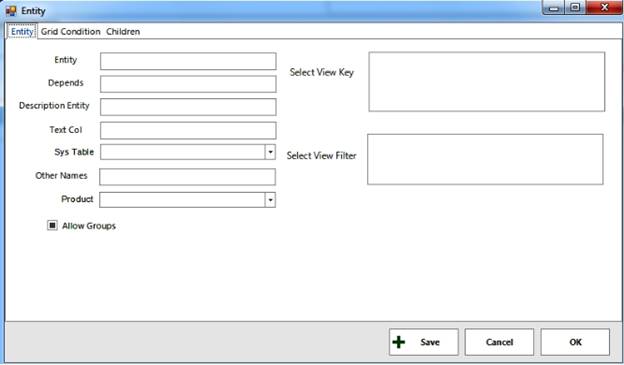 Entity
Entity Grid Condition Children
Entity
Depends
Description Entity
Text Col
Sys Table
Other Names
Product
Allow Groups
Select View Key
Select View Filter
Save Cancel OK